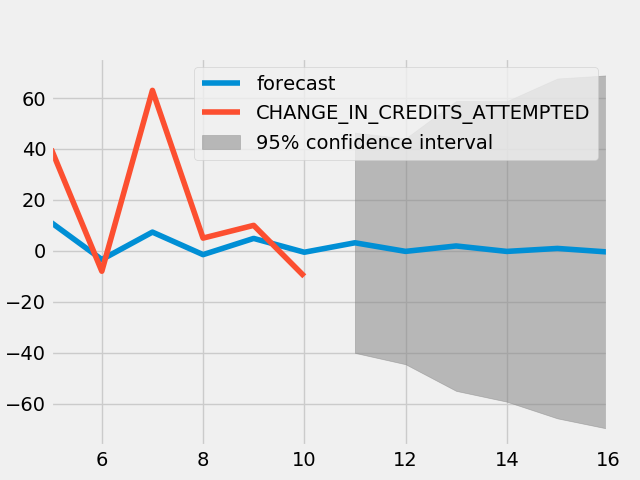 forecast
CHANGE_IN_CREDITS_ATTEMPTED
95% confidence interval
60
40
20
0
−20
−40
−60
6 8 10 12 14 16